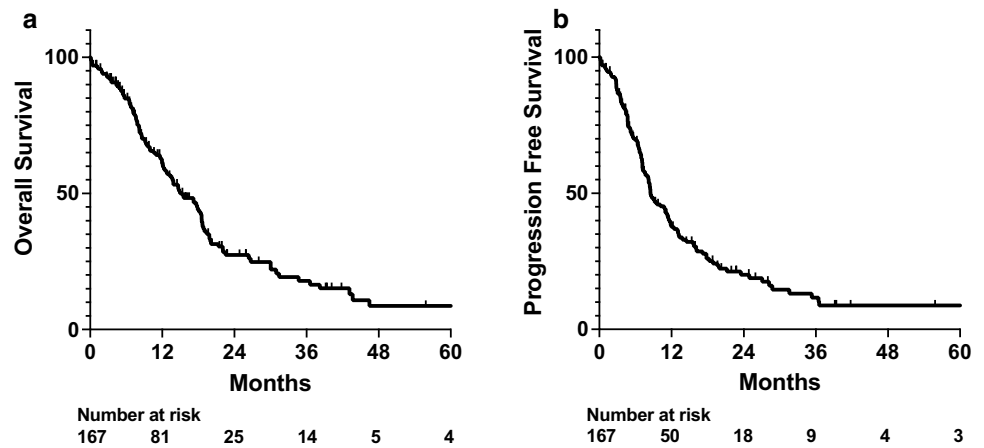 a
Overall Survival
100
50
0
0 12 24 36 48 60
Months
Number at risk
167 81 25 14 5 4
b
Progression Free Survival
100
50
0
0 12 24 36 48 60
Months
Number at risk
167 50 18 9 4 3